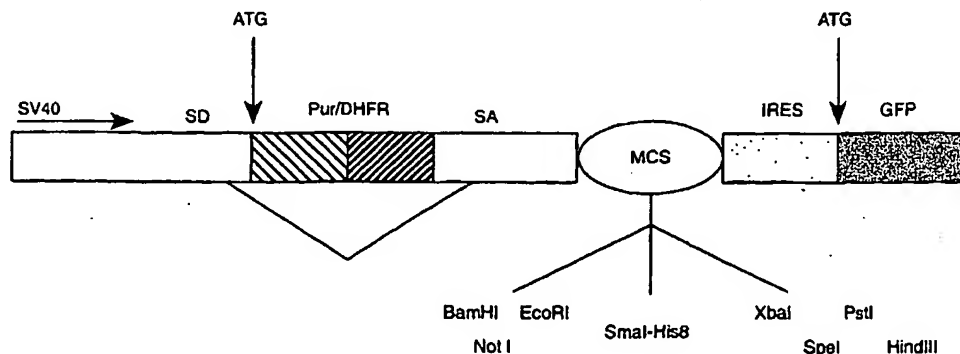 ATG ATG
SV40 SD Pur/DHFR SA IRES GFP
MCS
BamHI EcoRI Smal-His8 XbaI PstI
Not I SpeI HindIII